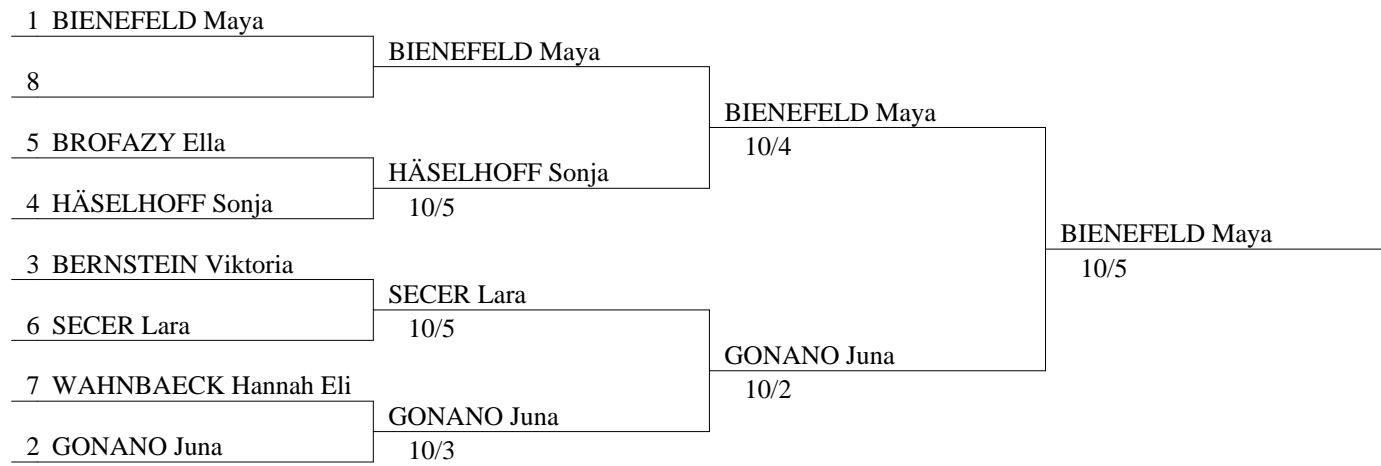 1 BIENEFELD Maya
BIENEFELD Maya
8
BIENEFELD Maya
10/4
5 BROFAZY Ella
HÄSELHOFF Sonja
10/5
4 HÄSELHOFF Sonja
BIENEFELD Maya
10/5
3 BERNSTEIN Viktoria
SECER Lara
10/5
6 SECER Lara
GONANO Juna
10/2
7 WAHNBAECK Hannah Eli
GONANO Juna
10/3
2 GONANO Juna